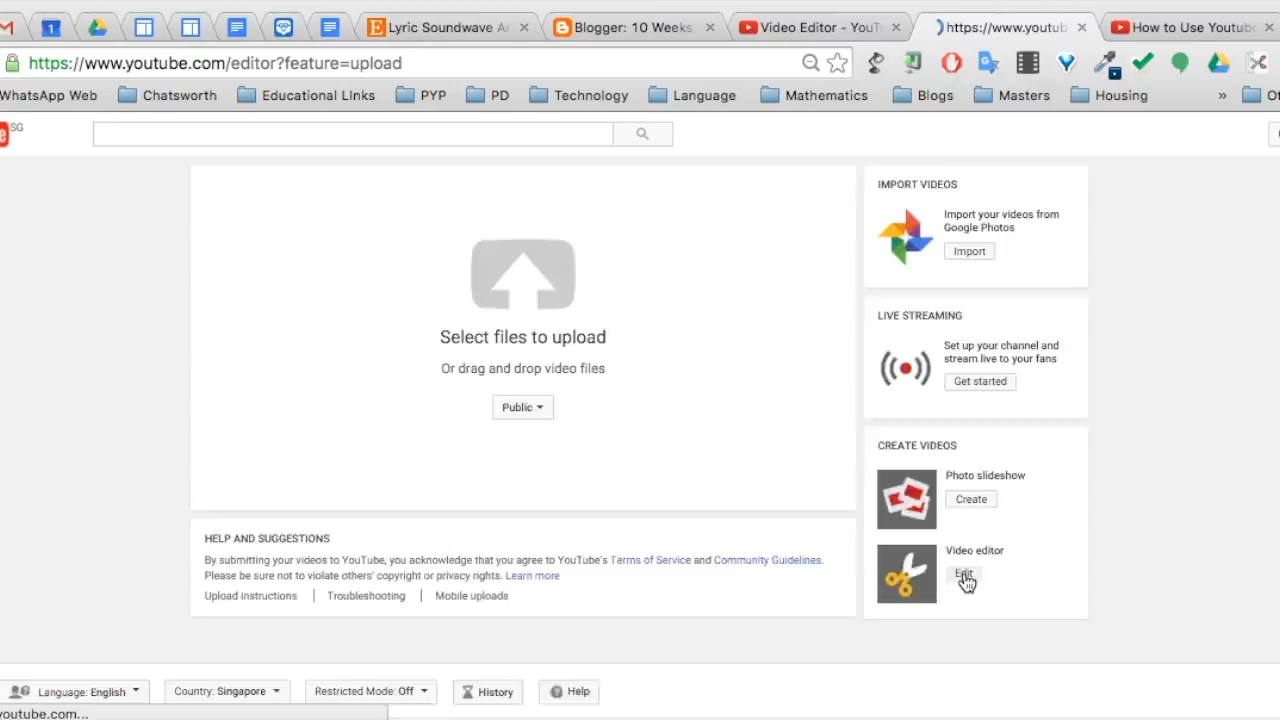 1
Lyric Soundwave Ar
Blogger: 10 Weeks
Video Editor - YouTu
https://www.youtub
How to Use Youtube
https://www.youtube.com/editor?feature=upload
WhatsApp Web
Chatsworth
Educational LInks
PYP
PD
Technology
Language
Mathematics
Blogs
Masters
Housing
»
Ot
e SG
Select files to upload
Or drag and drop video files
Public
IMPORT VIDEOS
Import your videos from
Google Photos
Import
LIVE STREAMING
Set up your channel and
stream live to your fans
Get started
CREATE VIDEOS
Photo slideshow
Create
Video editor
Edit
HELP AND SUGGESTIONS
By submitting your videos to YouTube, you acknowledge that you agree to YouTube's Terms of Service and Community Guidelines.
Please be sure not to violate others' copyright or privacy rights. Learn more
Upload instructions | Troubleshooting | Mobile uploads
Language: English
Country: Singapore
Restricted Mode: Off
History
Help
youtube.com...